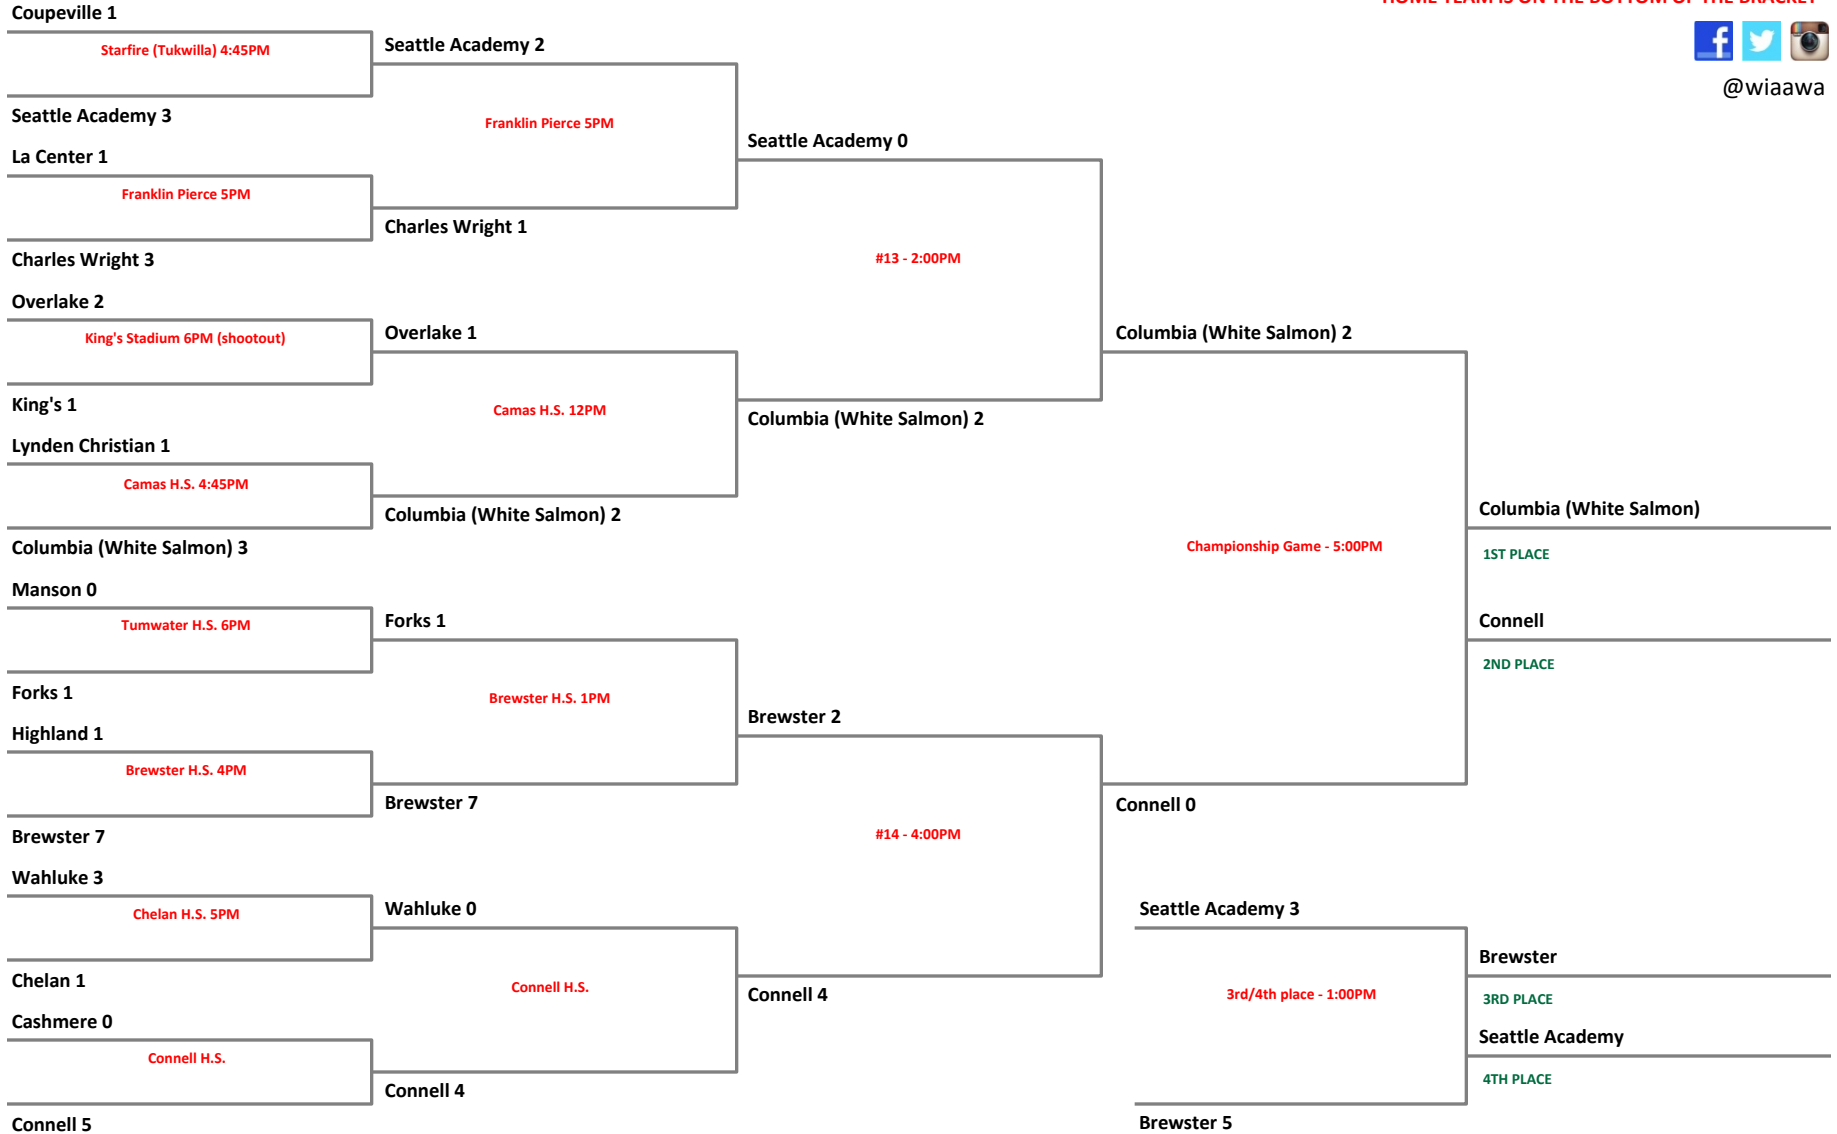 HOME TEAM IS ON THE BOTTOM OF THE BRACKET
@wiaawa
Coupeville 1
Starfire (Tukwilla) 4:45PM
Seattle Academy 3
La Center 1
Franklin Pierce 5PM
Charles Wright 3
Overlake 2
King's Stadium 6PM (shootout)
King's 1
Lynden Christian 1
Camas H.S. 4:45PM
Columbia (White Salmon) 3
Manson 0
Tumwater H.S. 6PM
Forks 1
Highland 1
Brewster H.S. 4PM
Brewster 7
Wahluke 3
Chelan H.S. 5PM
Chelan 1
Cashmere 0
Connell H.S.
Connell 5
Seattle Academy 2
Franklin Pierce 5PM
Charles Wright 1
Overlake 1
Camas H.S. 12PM
Columbia (White Salmon) 2
Forks 1
Brewster H.S. 1PM
Brewster 7
Wahluke 0
Connell H.S.
Connell 4
Seattle Academy 0
#13 - 2:00PM
Columbia (White Salmon) 2
Brewster 2
#14 - 4:00PM
Connell 4
Columbia (White Salmon) 2
Championship Game - 5:00PM
Connell 0
Seattle Academy 3
3rd/4th place - 1:00PM
Brewster 5
Columbia (White Salmon)
1ST PLACE
Connell
2ND PLACE
Brewster
3RD PLACE
Seattle Academy
4TH PLACE